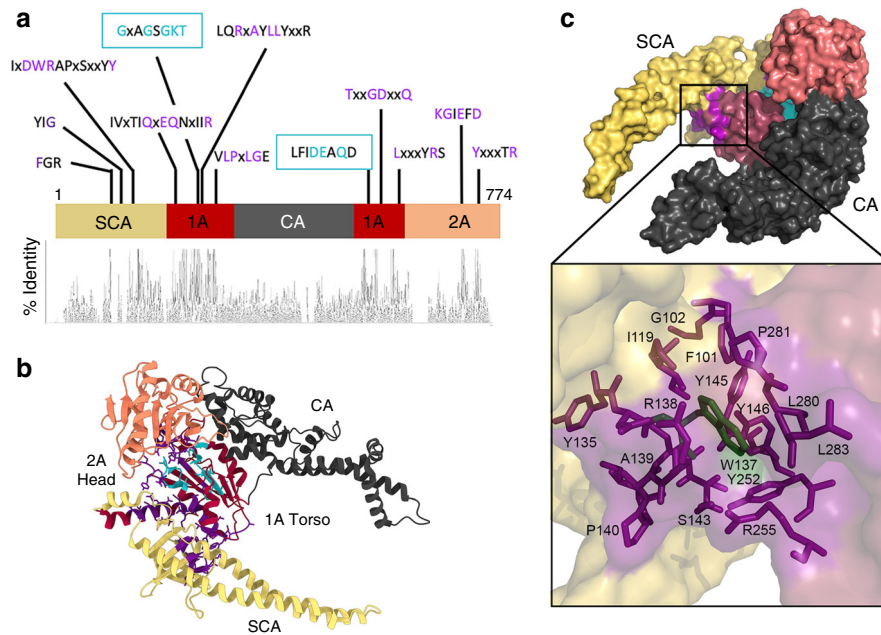 a
GxAGSGKT
LQRxAYLLYxxR
IxDWRAPxSxxYY
TxxGDxxQ
KGIEFD
YIG
IVxTIQxEQNxIIR
FGR
VLPxLGE
LFIDEAQD
LxxxYRS
YxxxTR
1
774
SCA
1A
CA
1A
2A
% Identity
b
CA
2A
Head
1A Torso
SCA
c
SCA
CA
G102
P281
I119
F101
Y145
R138
Y146
L280
Y135
L283
A139
W137
Y252
S143
P140
R255